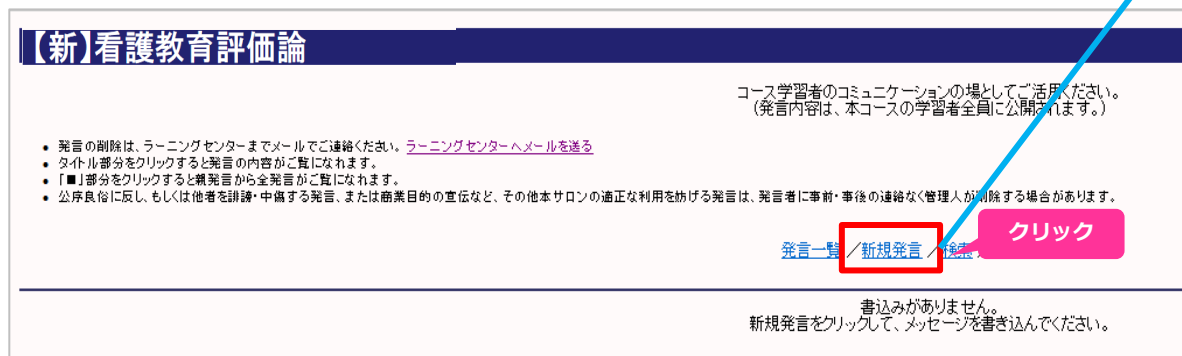 【新】看護教育評価論
コース学習者のコミュニケーションの場としてご活用ください。
(発言内容は、本コースの学習者全員に公開されます。)
• 発言の削除は、ラーニングセンターまでメールでご連絡ください。ラーニングセンターへメールを送る
• タイトル部分をクリックすると発言の内容がご覧になれます。
• 「■」部分をクリックすると親発言から全発言がご覧になれます。
• 公序良俗に反し、もしくは他者を誹謗・中傷する発言、または商業目的の宣伝など、その他本サロンの適正な利用を妨げる発言は、発言者に事前・事後の連絡なく管理人が削除する場合があります。
クリック
発言一覧 / 新規発言 / 検索 /
書込みがありません。
新規発言をクリックして、メッセージを書き込んでください。